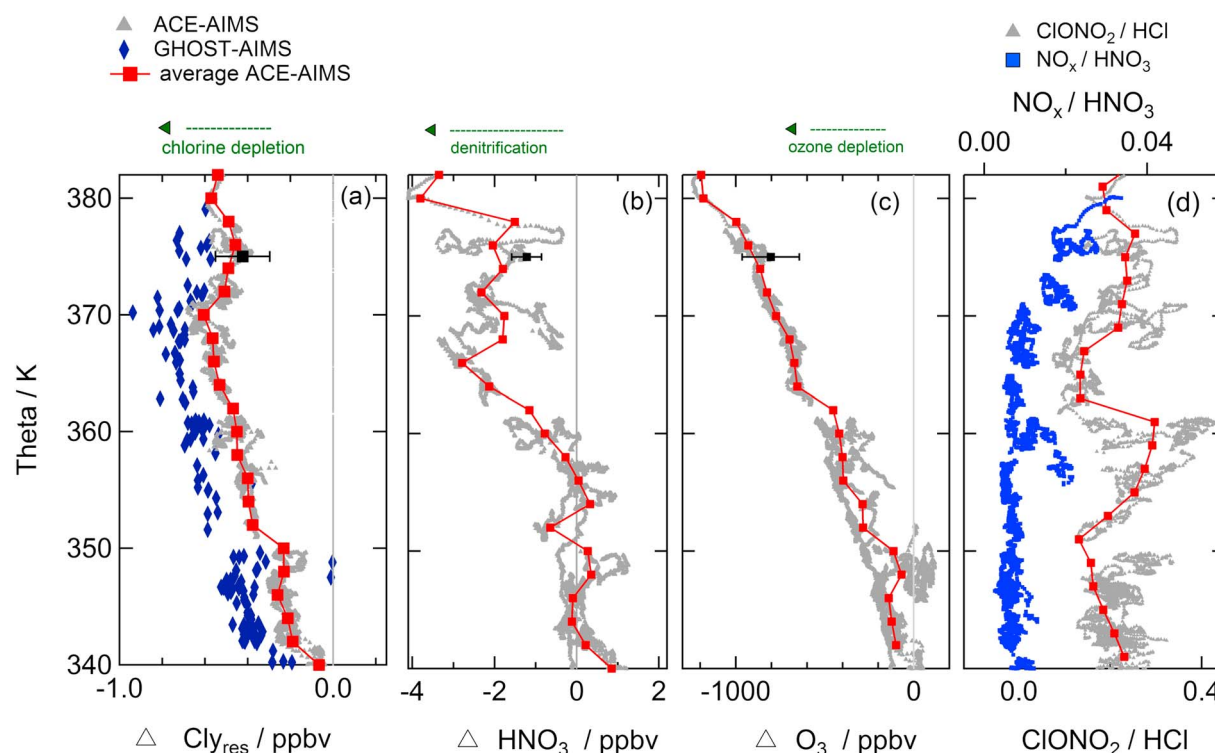 ACE-AIMS
GHOST-AIMS
average ACE-AIMS
ClONO2 / HCl
NOx / HNO3
NOx / HNO3
0.00 0.04
chlorine depletion
denitrification
ozone depletion
(a) (b) (c) (d)
380
370
360
350
340
Theta / K
-1.0 0.0
-4 -2 0 2
-1000 0
0.0 0.4
△ Clyres / ppbv
△ HNO3 / ppbv
△ O3 / ppbv
ClONO2 / HCl